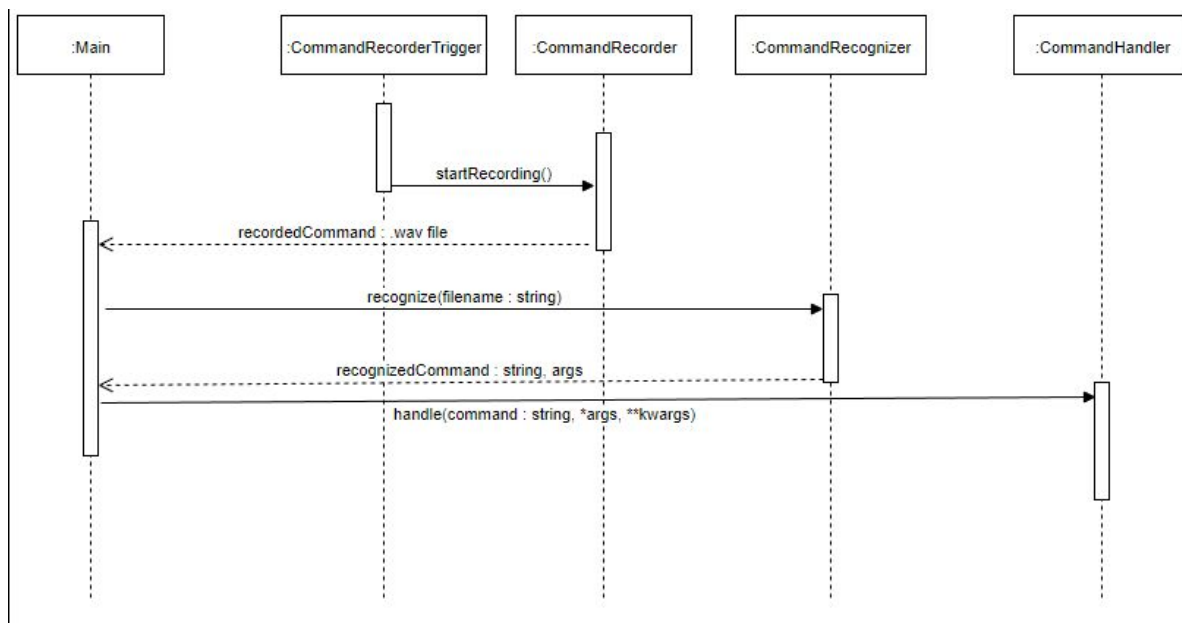 :Main
:CommandRecorderTrigger
:CommandRecorder
:CommandRecognizer
:CommandHandler
startRecording()
recordedCommand : .wav file
recognize(filename : string)
recognizedCommand : string, args
handle(command : string, *args, **kwargs)